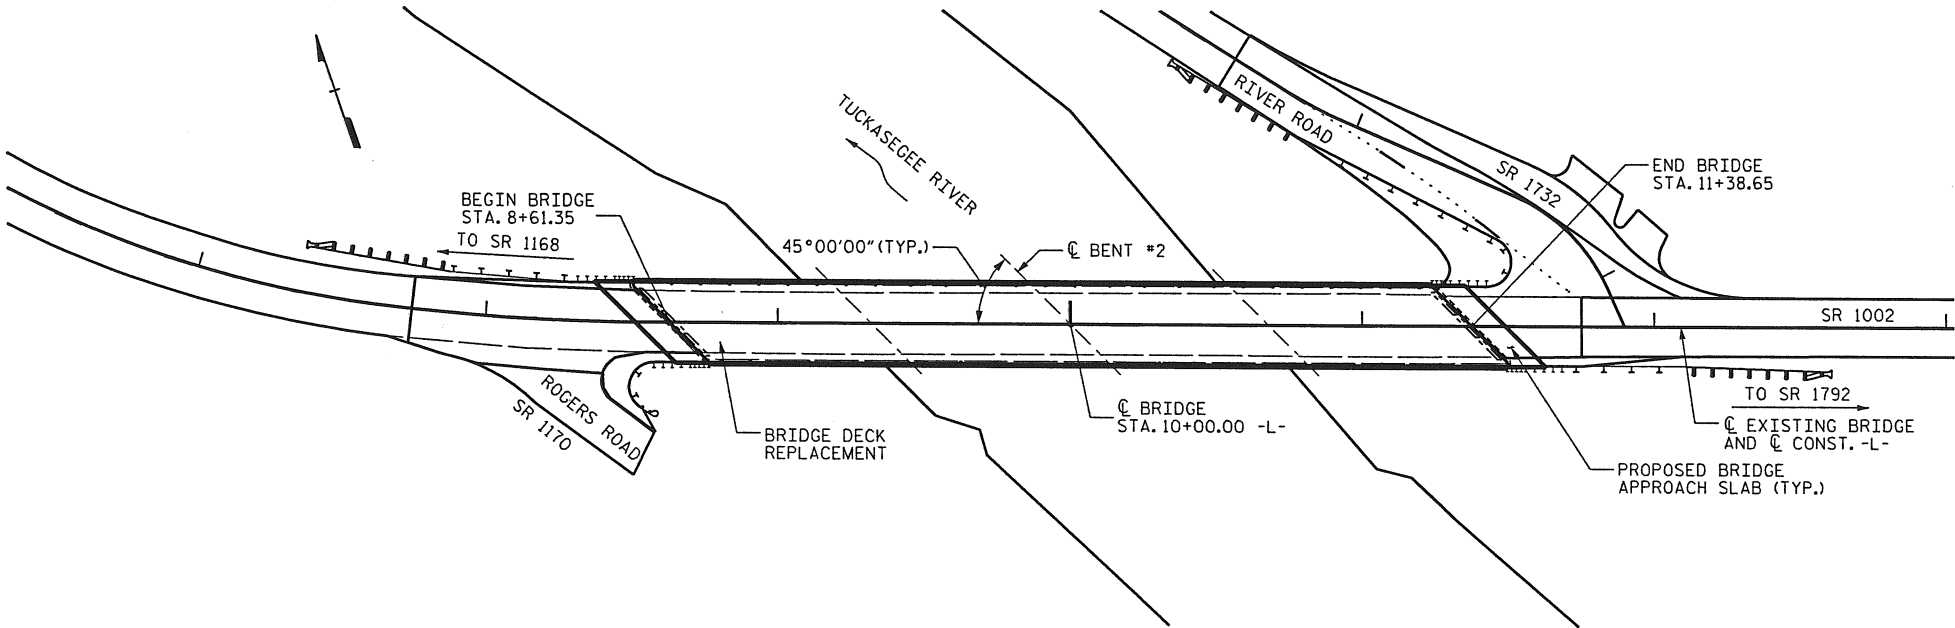 RIVER ROAD
TUCKASEGEE RIVER
SR 1732
END BRIDGE
STA. 11+38.65
BEGIN BRIDGE
STA. 8+61.35
TO SR 1168
45°00'00" (TYP.)
℄ BENT #2
SR 1002
ROGERS ROAD
SR 1170
BRIDGE DECK
REPLACEMENT
℄ BRIDGE
STA. 10+00.00 -L-
TO SR 1792
℄ EXISTING BRIDGE
AND ℄ CONST. -L-
PROPOSED BRIDGE
APPROACH SLAB (TYP.)